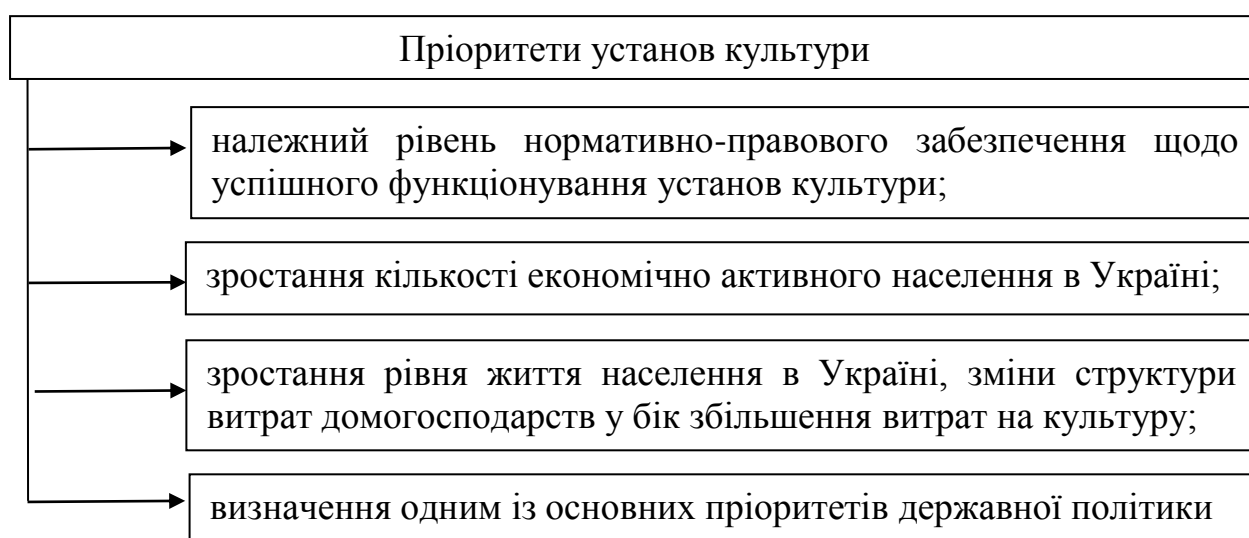 Пріоритети установ культури
належний рівень нормативно-правового забезпечення щодо
успішного функціонування установ культури;
зростання кількості економічно активного населення в Україні;
зростання рівня життя населення в Україні, зміни структури
витрат домогосподарств у бік збільшення витрат на культуру;
визначення одним із основних пріоритетів державної політики